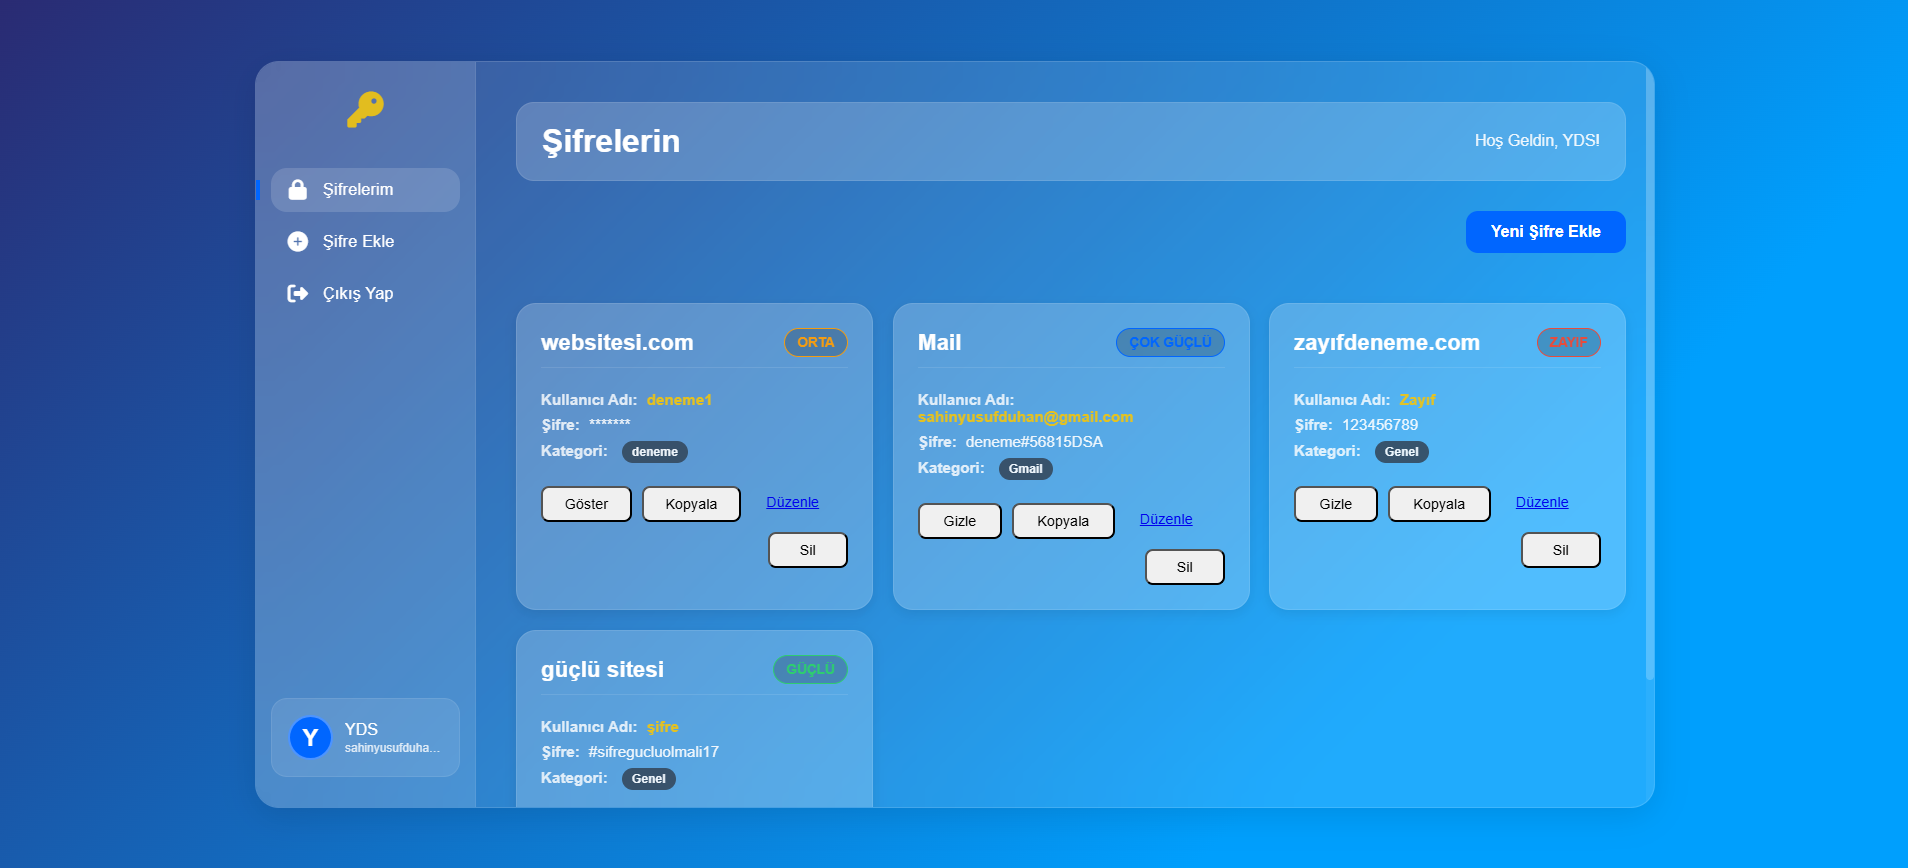 Şifrelerim
Şifre Ekle
Çıkış Yap
Y
YDS
sahinyusufduha...
Şifrelerin
Hoş Geldin, YDS!
Yeni Şifre Ekle
websitesi.com
ORTA
Kullanıcı Adı: deneme1
Şifre: *******
Kategori: deneme
Göster Kopyala Düzenle
Sil
Mail
ÇOK GÜÇLÜ
Kullanıcı Adı:
sahinyusufduhan@gmail.com
Şifre: deneme#56815DSA
Kategori: Gmail
Gizle Kopyala Düzenle
Sil
zayıfdeneme.com
ZAYIF
Kullanıcı Adı: Zayıf
Şifre: 123456789
Kategori: Genel
Gizle Kopyala Düzenle
Sil
güçlü sitesi
GÜÇLÜ
Kullanıcı Adı: şifre
Şifre: #sifregucluolmali17
Kategori: Genel